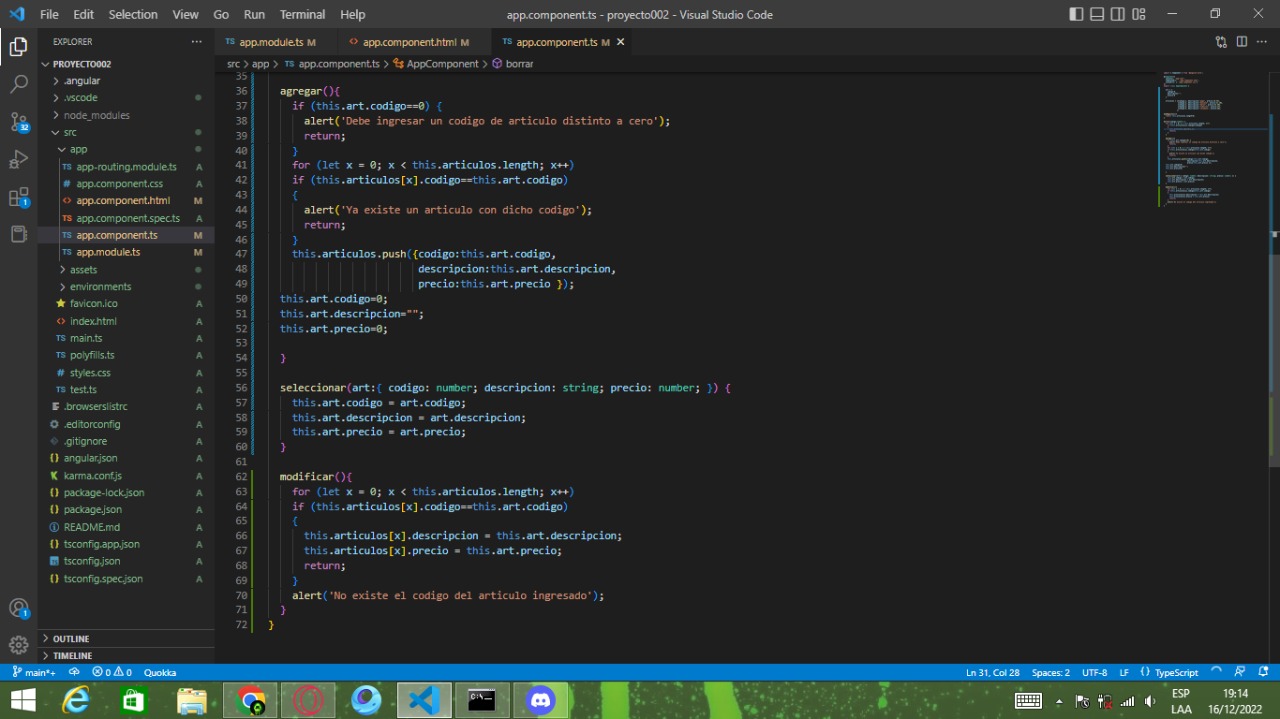 File Edit Selection View Go Run Terminal Help app.component.ts - proyecto002 - Visual Studio Code
EXPLORER
TS app.module.ts M <> app.component.html M TS app.component.ts M
src > app > TS app.component.ts > AppComponent > borrar
PROYECTO002
.angular
.vscode
node_modules
src
app
TS app-routing.module.ts A
# app.component.css A
<> app.component.html M
app.component.spec.ts A
TS app.component.ts M
TS app.module.ts M
assets
environments
favicon.ico A
<> index.html A
TS main.ts A
TS polyfills.ts A
# styles.css A
TS test.ts A
.browserslistrc A
.editorconfig A
.gitignore A
{} angular.json A
karma.conf.js A
{} package-lock.json A
{} package.json A
README.md A
{} tsconfig.app.json A
tsconfig.json A
{} tsconfig.spec.json A
OUTLINE
TIMELINE
32
1
1
35
36 agregar(){
37 if (this.art.codigo==0) {
38 alert('Debe ingresar un codigo de articulo distinto a cero');
39 return;
40 }
41 for (let x = 0; x < this.articulos.length; x++)
42 if (this.articulos[x].codigo==this.art.codigo)
43 {
44 alert('Ya existe un articulo con dicho codigo');
45 return;
46 }
47 this.articulos.push({codigo:this.art.codigo,
48 descripcion:this.art.descripcion,
49 precio:this.art.precio });
50 this.art.codigo=0;
51 this.art.descripcion="";
52 this.art.precio=0;
53
54 }
55
56 seleccionar(art:{ codigo: number; descripcion: string; precio: number; }) {
57 this.art.codigo = art.codigo;
58 this.art.descripcion = art.descripcion;
59 this.art.precio = art.precio;
60 }
61
62 modificar(){
63 for (let x = 0; x < this.articulos.length; x++)
64 if (this.articulos[x].codigo==this.art.codigo)
65 {
66 this.articulos[x].descripcion = this.art.descripcion;
67 this.articulos[x].precio = this.art.precio;
68 return;
69 }
70 alert('No existe el codigo del articulo ingresado');
71 }
72 }
main*+ 0 0 Quokka Ln 31, Col 28 Spaces: 2 UTF-8 LF {} TypeScript
ESP 19:14
LAA 16/12/2022